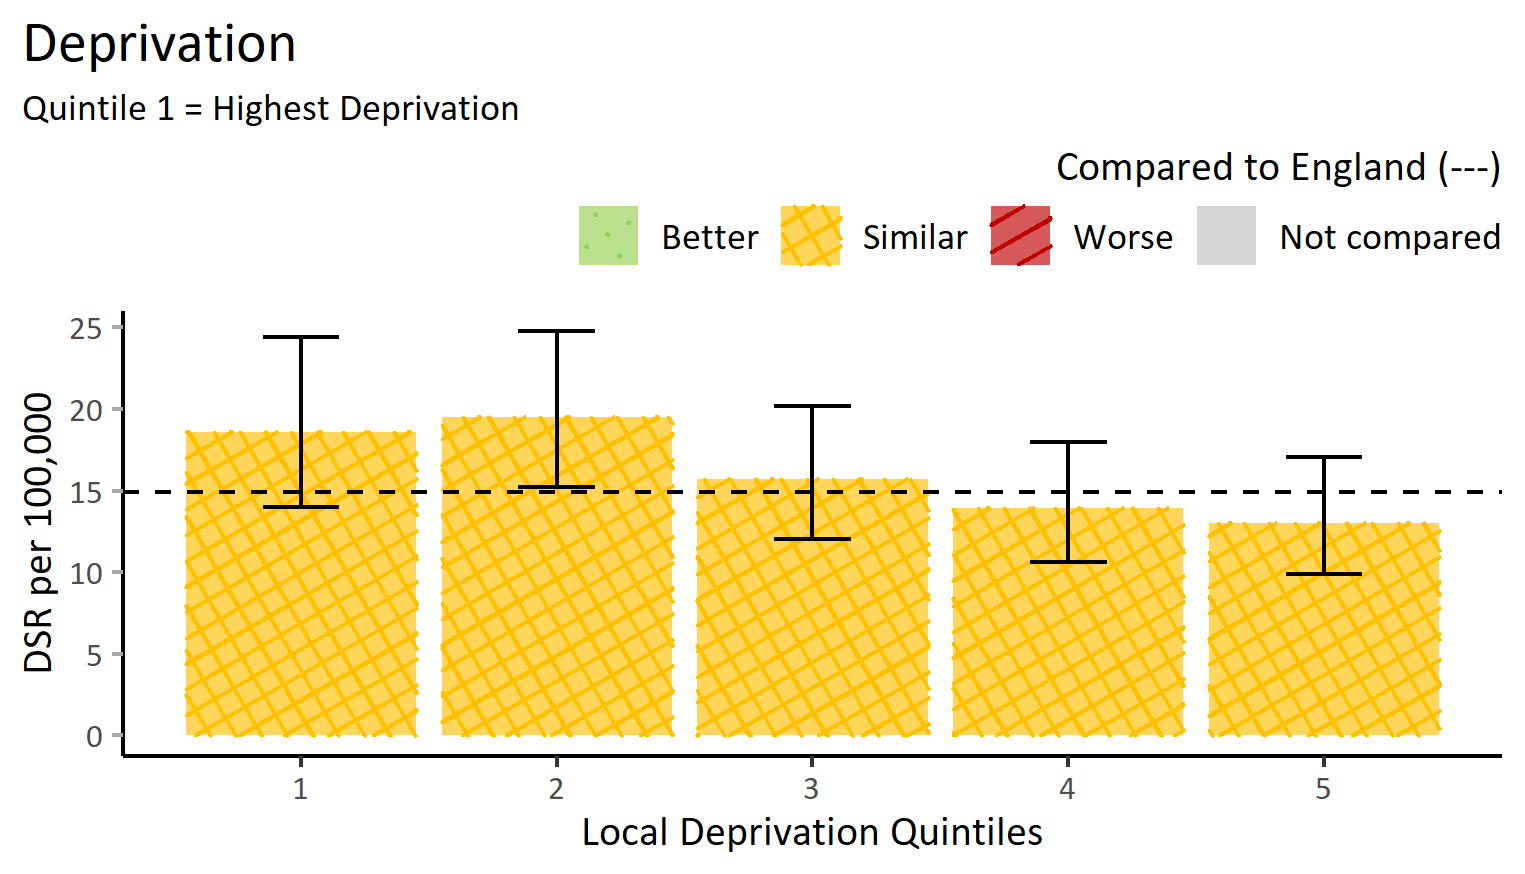 Deprivation
Quintile 1 = Highest Deprivation
Compared to England (---)
Better Similar Worse Not compared
25
20
15
10
5
0
DSR per 100,000
1 2 3 4 5
Local Deprivation Quintiles